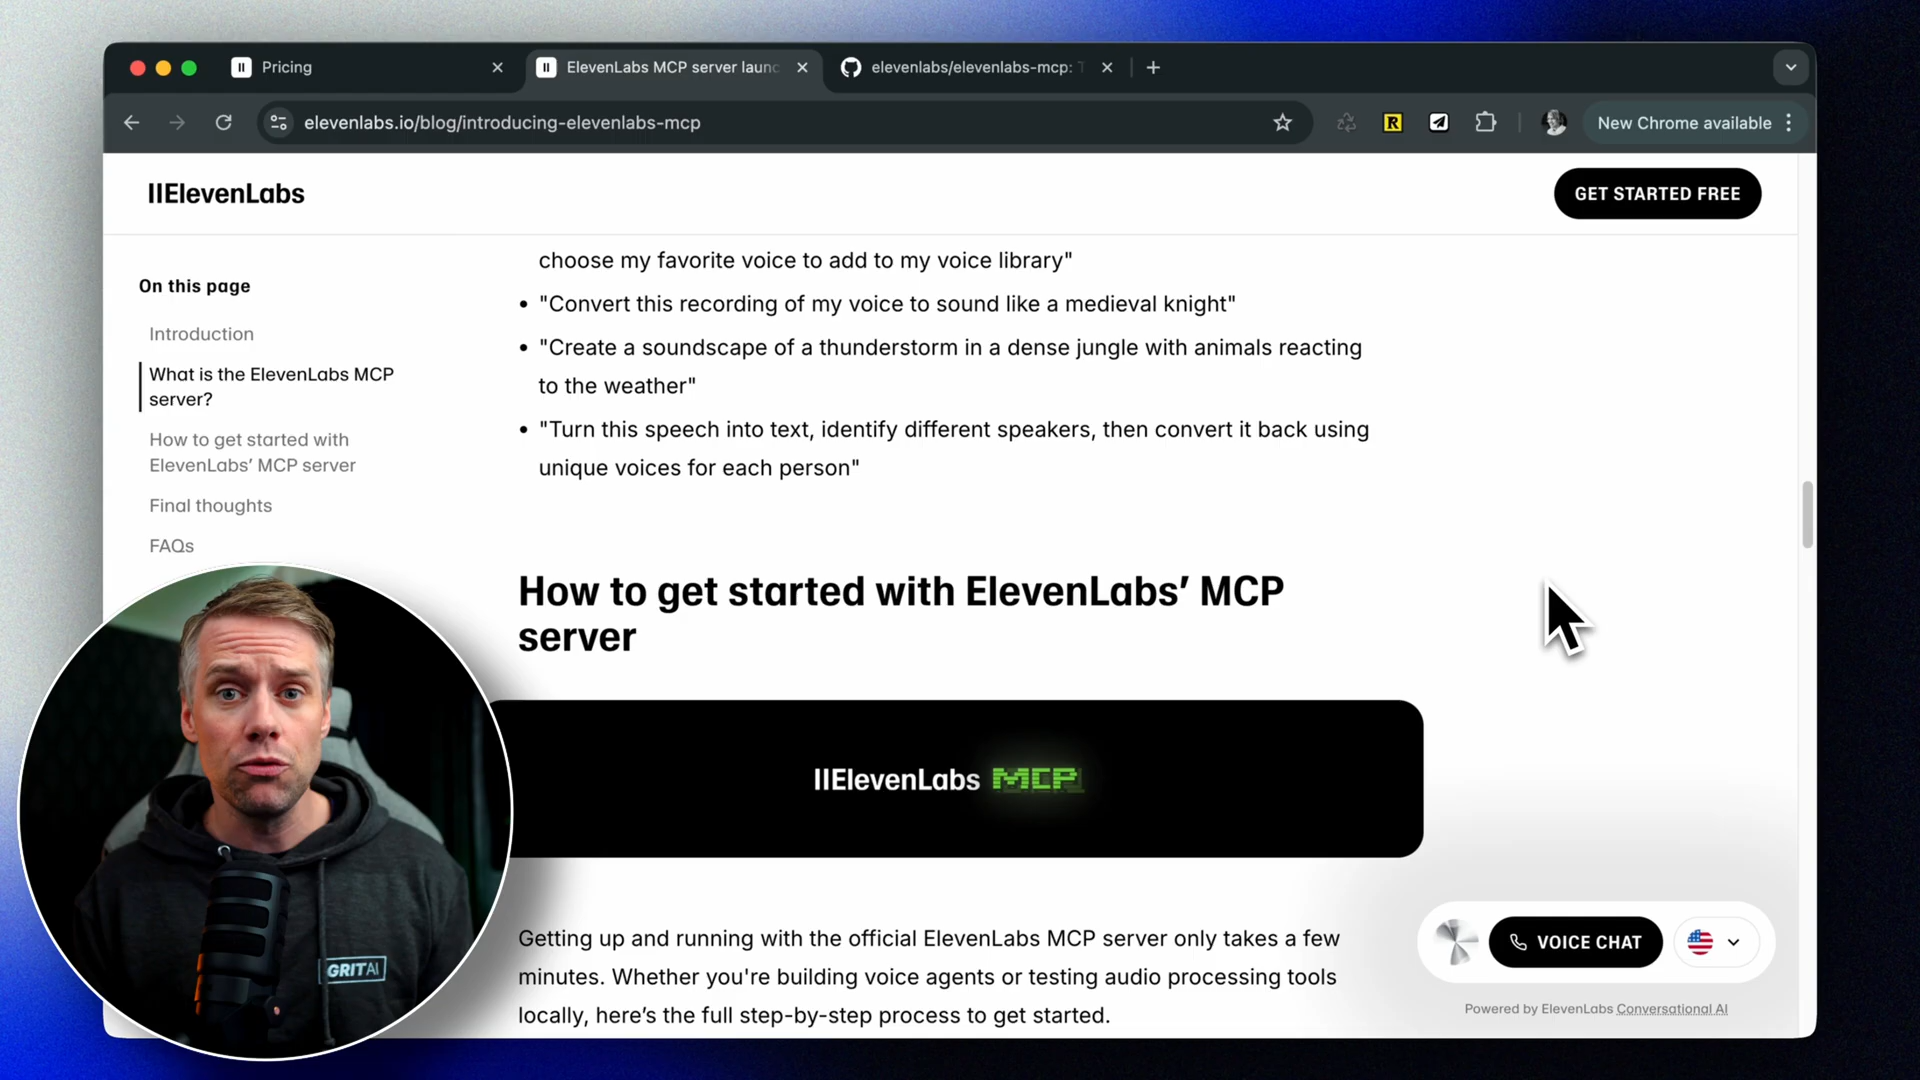 Pricing
ElevenLabs MCP server laun
elevenlabs/elevenlabs-mcp: T
elevenlabs.io/blog/introducing-elevenlabs-mcp
R
New Chrome available
IIElevenLabs
GET STARTED FREE
On this page
Introduction
What is the ElevenLabs MCP
server?
How to get started with
ElevenLabs’ MCP server
Final thoughts
FAQs
choose my favorite voice to add to my voice library"
• "Convert this recording of my voice to sound like a medieval knight"
• "Create a soundscape of a thunderstorm in a dense jungle with animals reacting
to the weather"
• "Turn this speech into text, identify different speakers, then convert it back using
unique voices for each person"
How to get started with ElevenLabs’ MCP
server
IIElevenLabs MCP
Getting up and running with the official ElevenLabs MCP server only takes a few
minutes. Whether you're building voice agents or testing audio processing tools
locally, here’s the full step-by-step process to get started.
VOICE CHAT
Powered by ElevenLabs Conversational AI
GRITAI